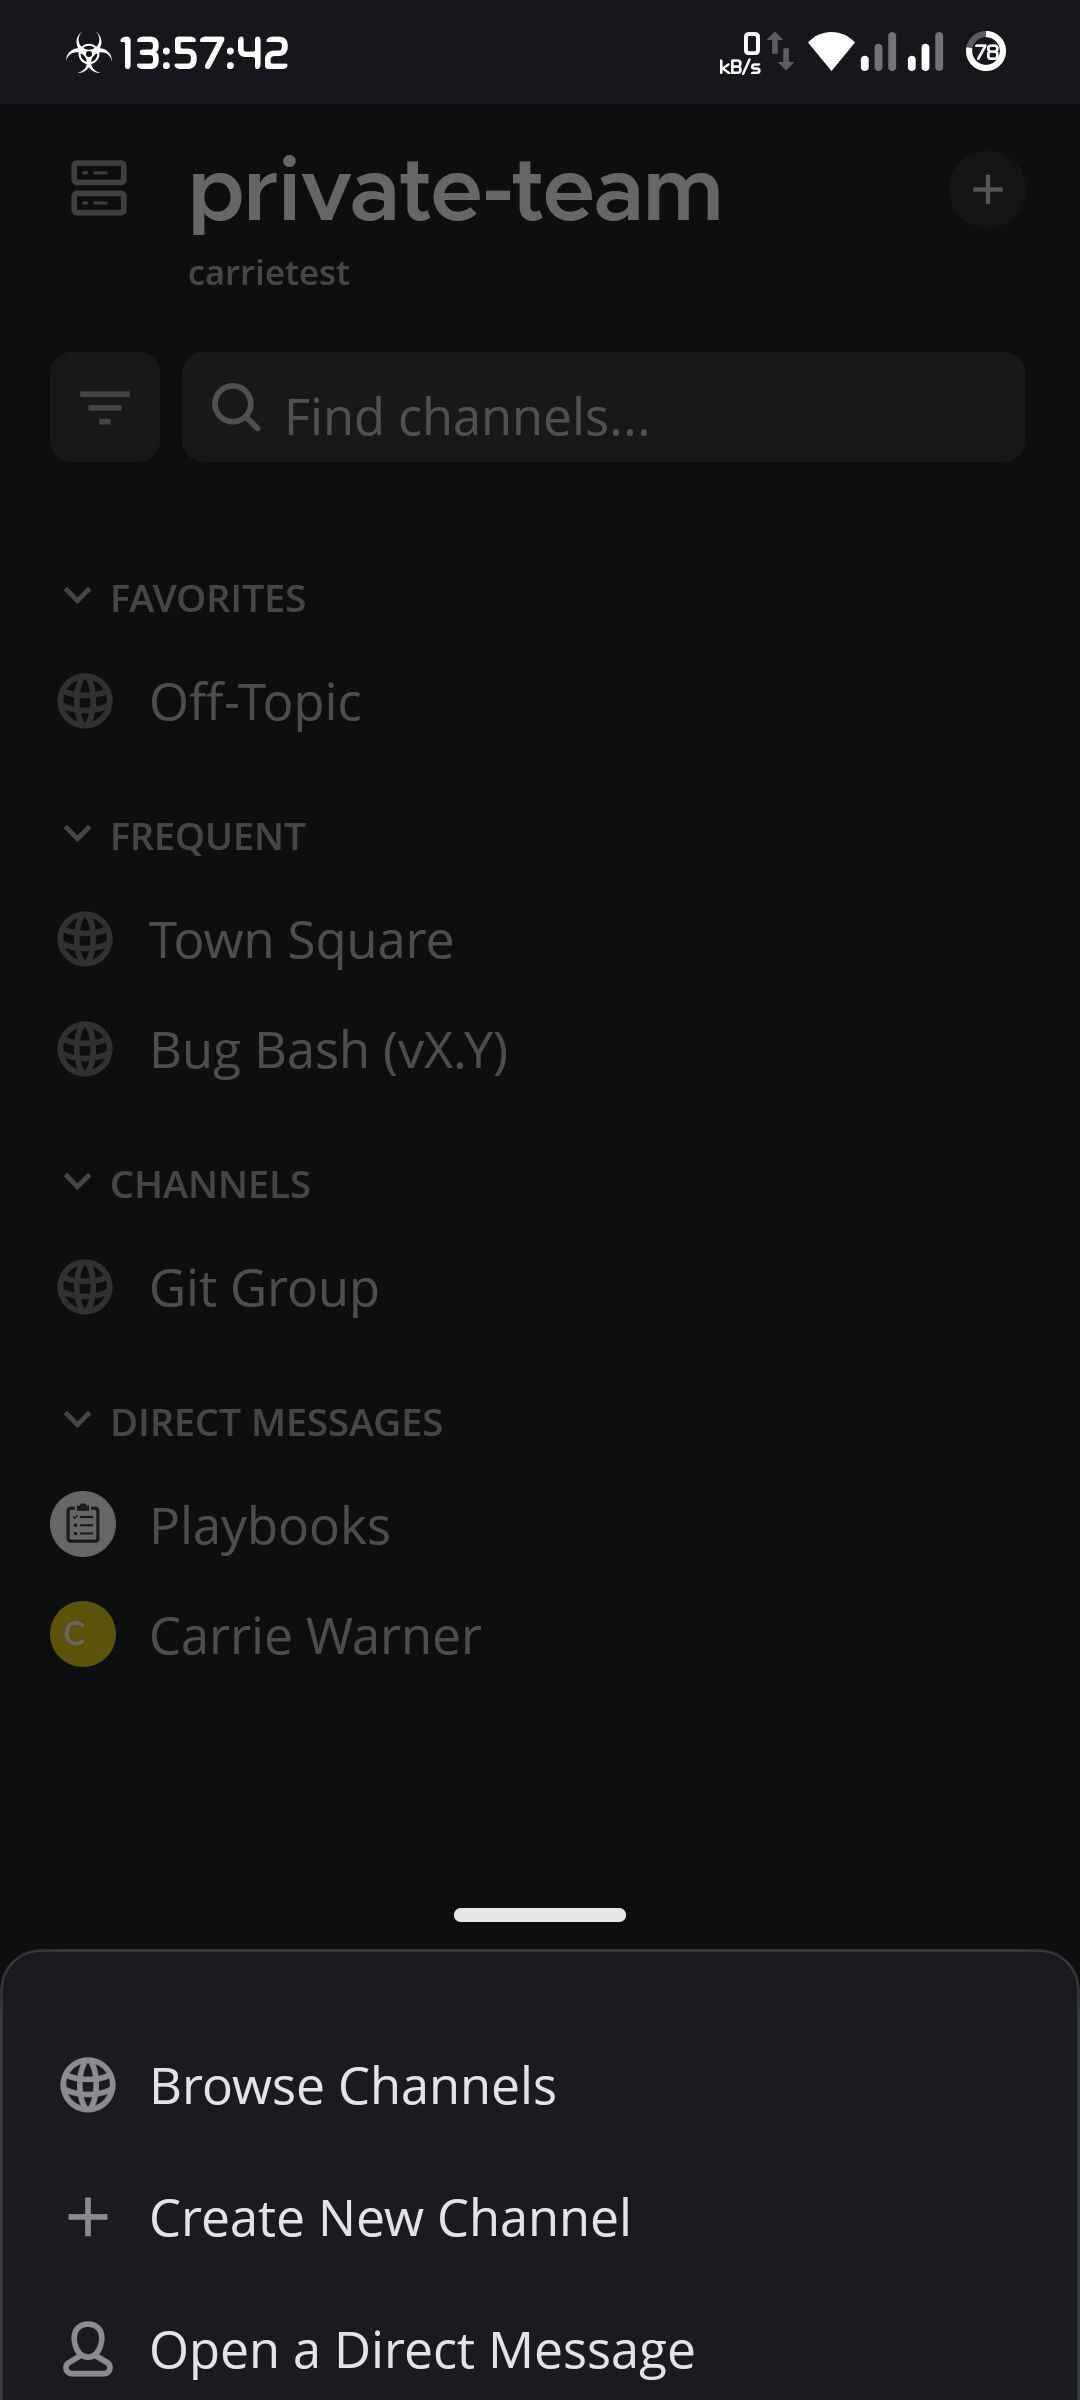 13:57:42
0
kB/s
78
private-team
carrietest
Find channels...
FAVORITES
Off-Topic
FREQUENT
Town Square
Bug Bash (vX.Y)
CHANNELS
Git Group
DIRECT MESSAGES
Playbooks
C
Carrie Warner
Browse Channels
Create New Channel
Open a Direct Message